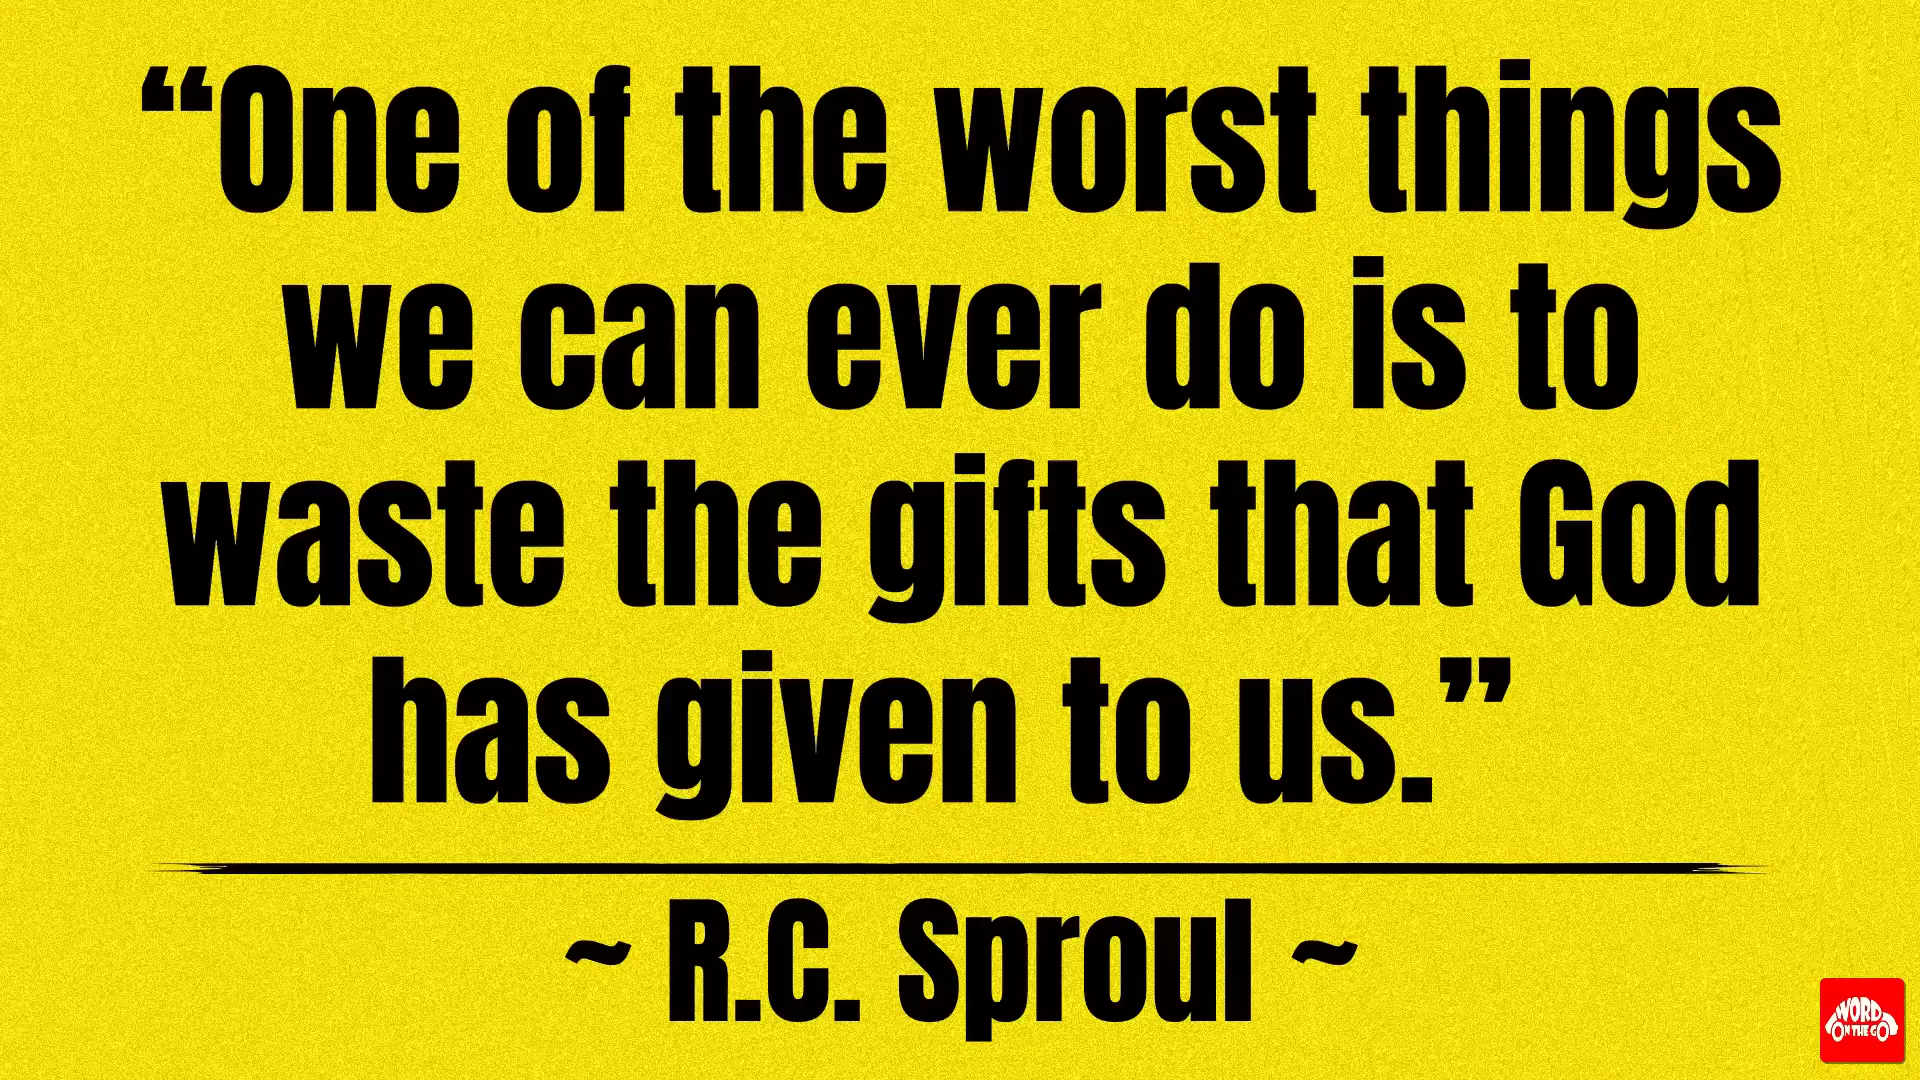 “One of the worst things
we can ever do is to
waste the gifts that God
has given to us.”
~ R.C. Sproul ~
WORD
ON THE GO